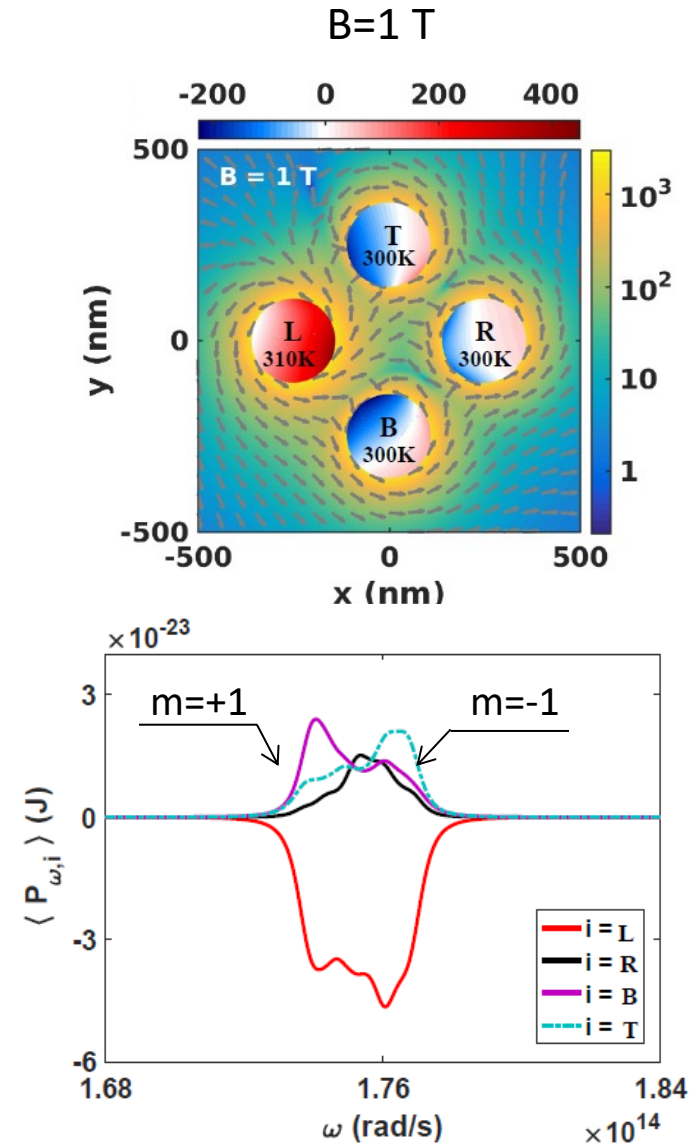 B=1 T
-200 0 200 400
500
B = 1 T
T
300K
L
310K
R
300K
B
300K
y (nm)
0
-500
10³
10²
10
1
-500 0 500
x (nm)
×10⁻²³
3
m=+1
m=-1
0
-3
-6
⟨ P_ω,i ⟩ (J)
i = L
i = R
i = B
i = T
1.68 1.76 1.84
ω (rad/s)
×10¹⁴